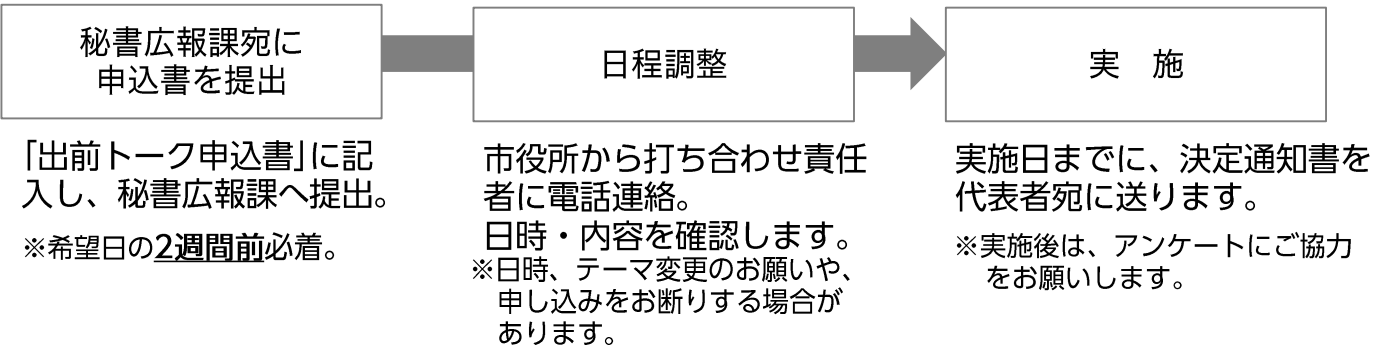 秘書広報課宛に
申込書を提出
「出前トーク申込書」に記
入し、秘書広報課へ提出。
※希望日の2週間前必着。
日程調整
市役所から打ち合わせ責任
者に電話連絡。
日時・内容を確認します。
※日時、テーマ変更のお願いや、
申し込みをお断りする場合が
あります。
実　施
実施日までに、決定通知書を
代表者宛に送ります。
※実施後は、アンケートにご協力
をお願いします。